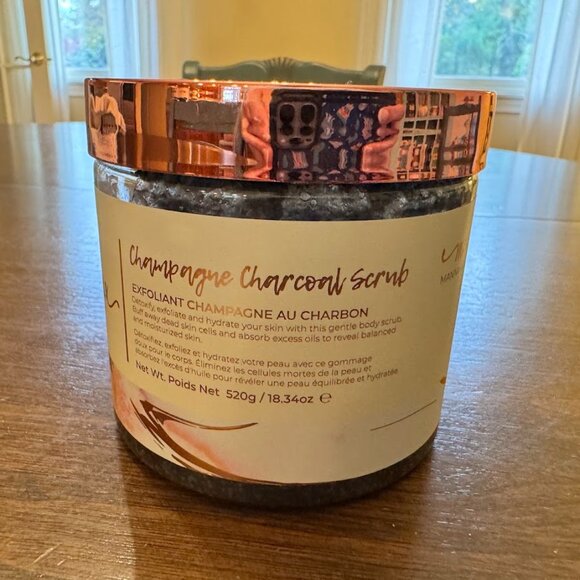 Champagne Charcoal Scrub
EXFOLIANT CHAMPAGNE AU CHARBON
Detoxify, exfoliate and hydrate your skin with this gentle body scrub.
Buff away dead skin cells and absorb excess oils to reveal balanced
and moisturized skin.
Détoxifiez, exfoliez et hydratez votre peau avec ce gommage
doux pour le corps. Éliminez les cellules mortes de la peau et
absorbez l'excès d'huile pour révéler une peau équilibrée et hydratée.
Net Wt. Poids Net 520g / 18.34oz ℮